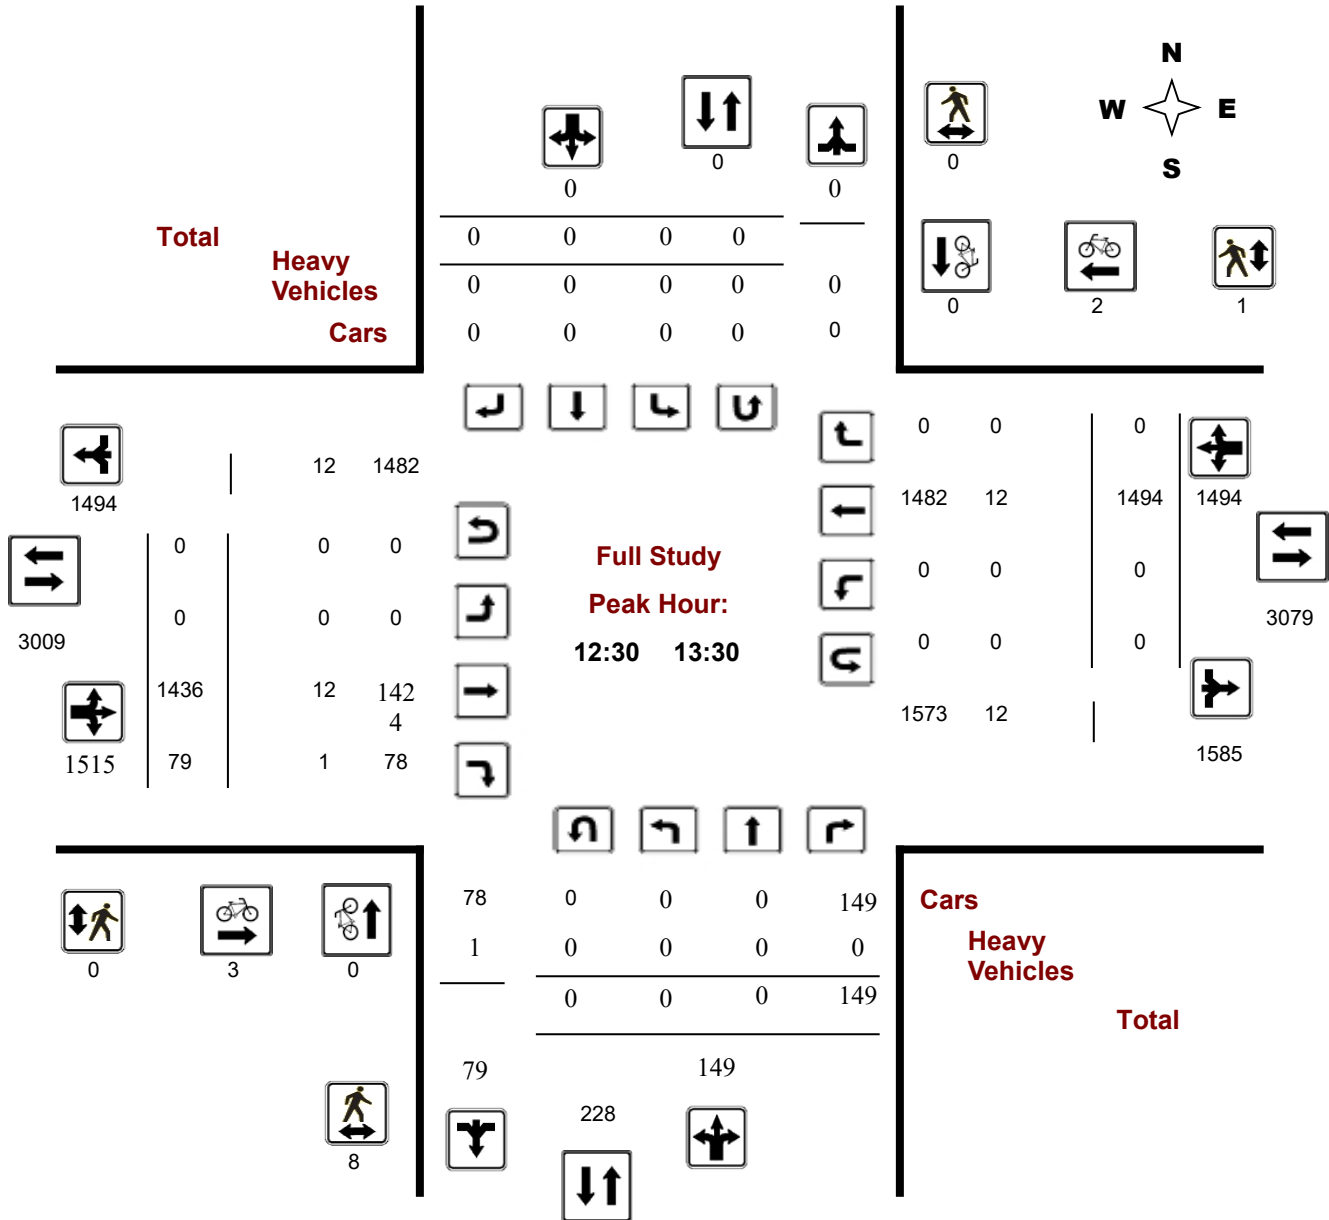 N
W E
S
0
0
0 0
0
Total
0 0 0 0
Heavy
Vehicles
0 0 0 0 0
Cars
0 0 0 0 0
0 2 1
12 1482
1494
0 0 0
1482 12 1494 1494
0 0 0
Full Study
0 0 0
Peak Hour:
0 0 0
3009
12:30 13:30
0 0 0
3079
1436 12 142
4
1573 12
1515 79 1 78
1585
78 0 0 0 149
Cars
1 0 0 0 0
Heavy
Vehicles
0 3 0
0 0 0 149
Total
79 149
228
8